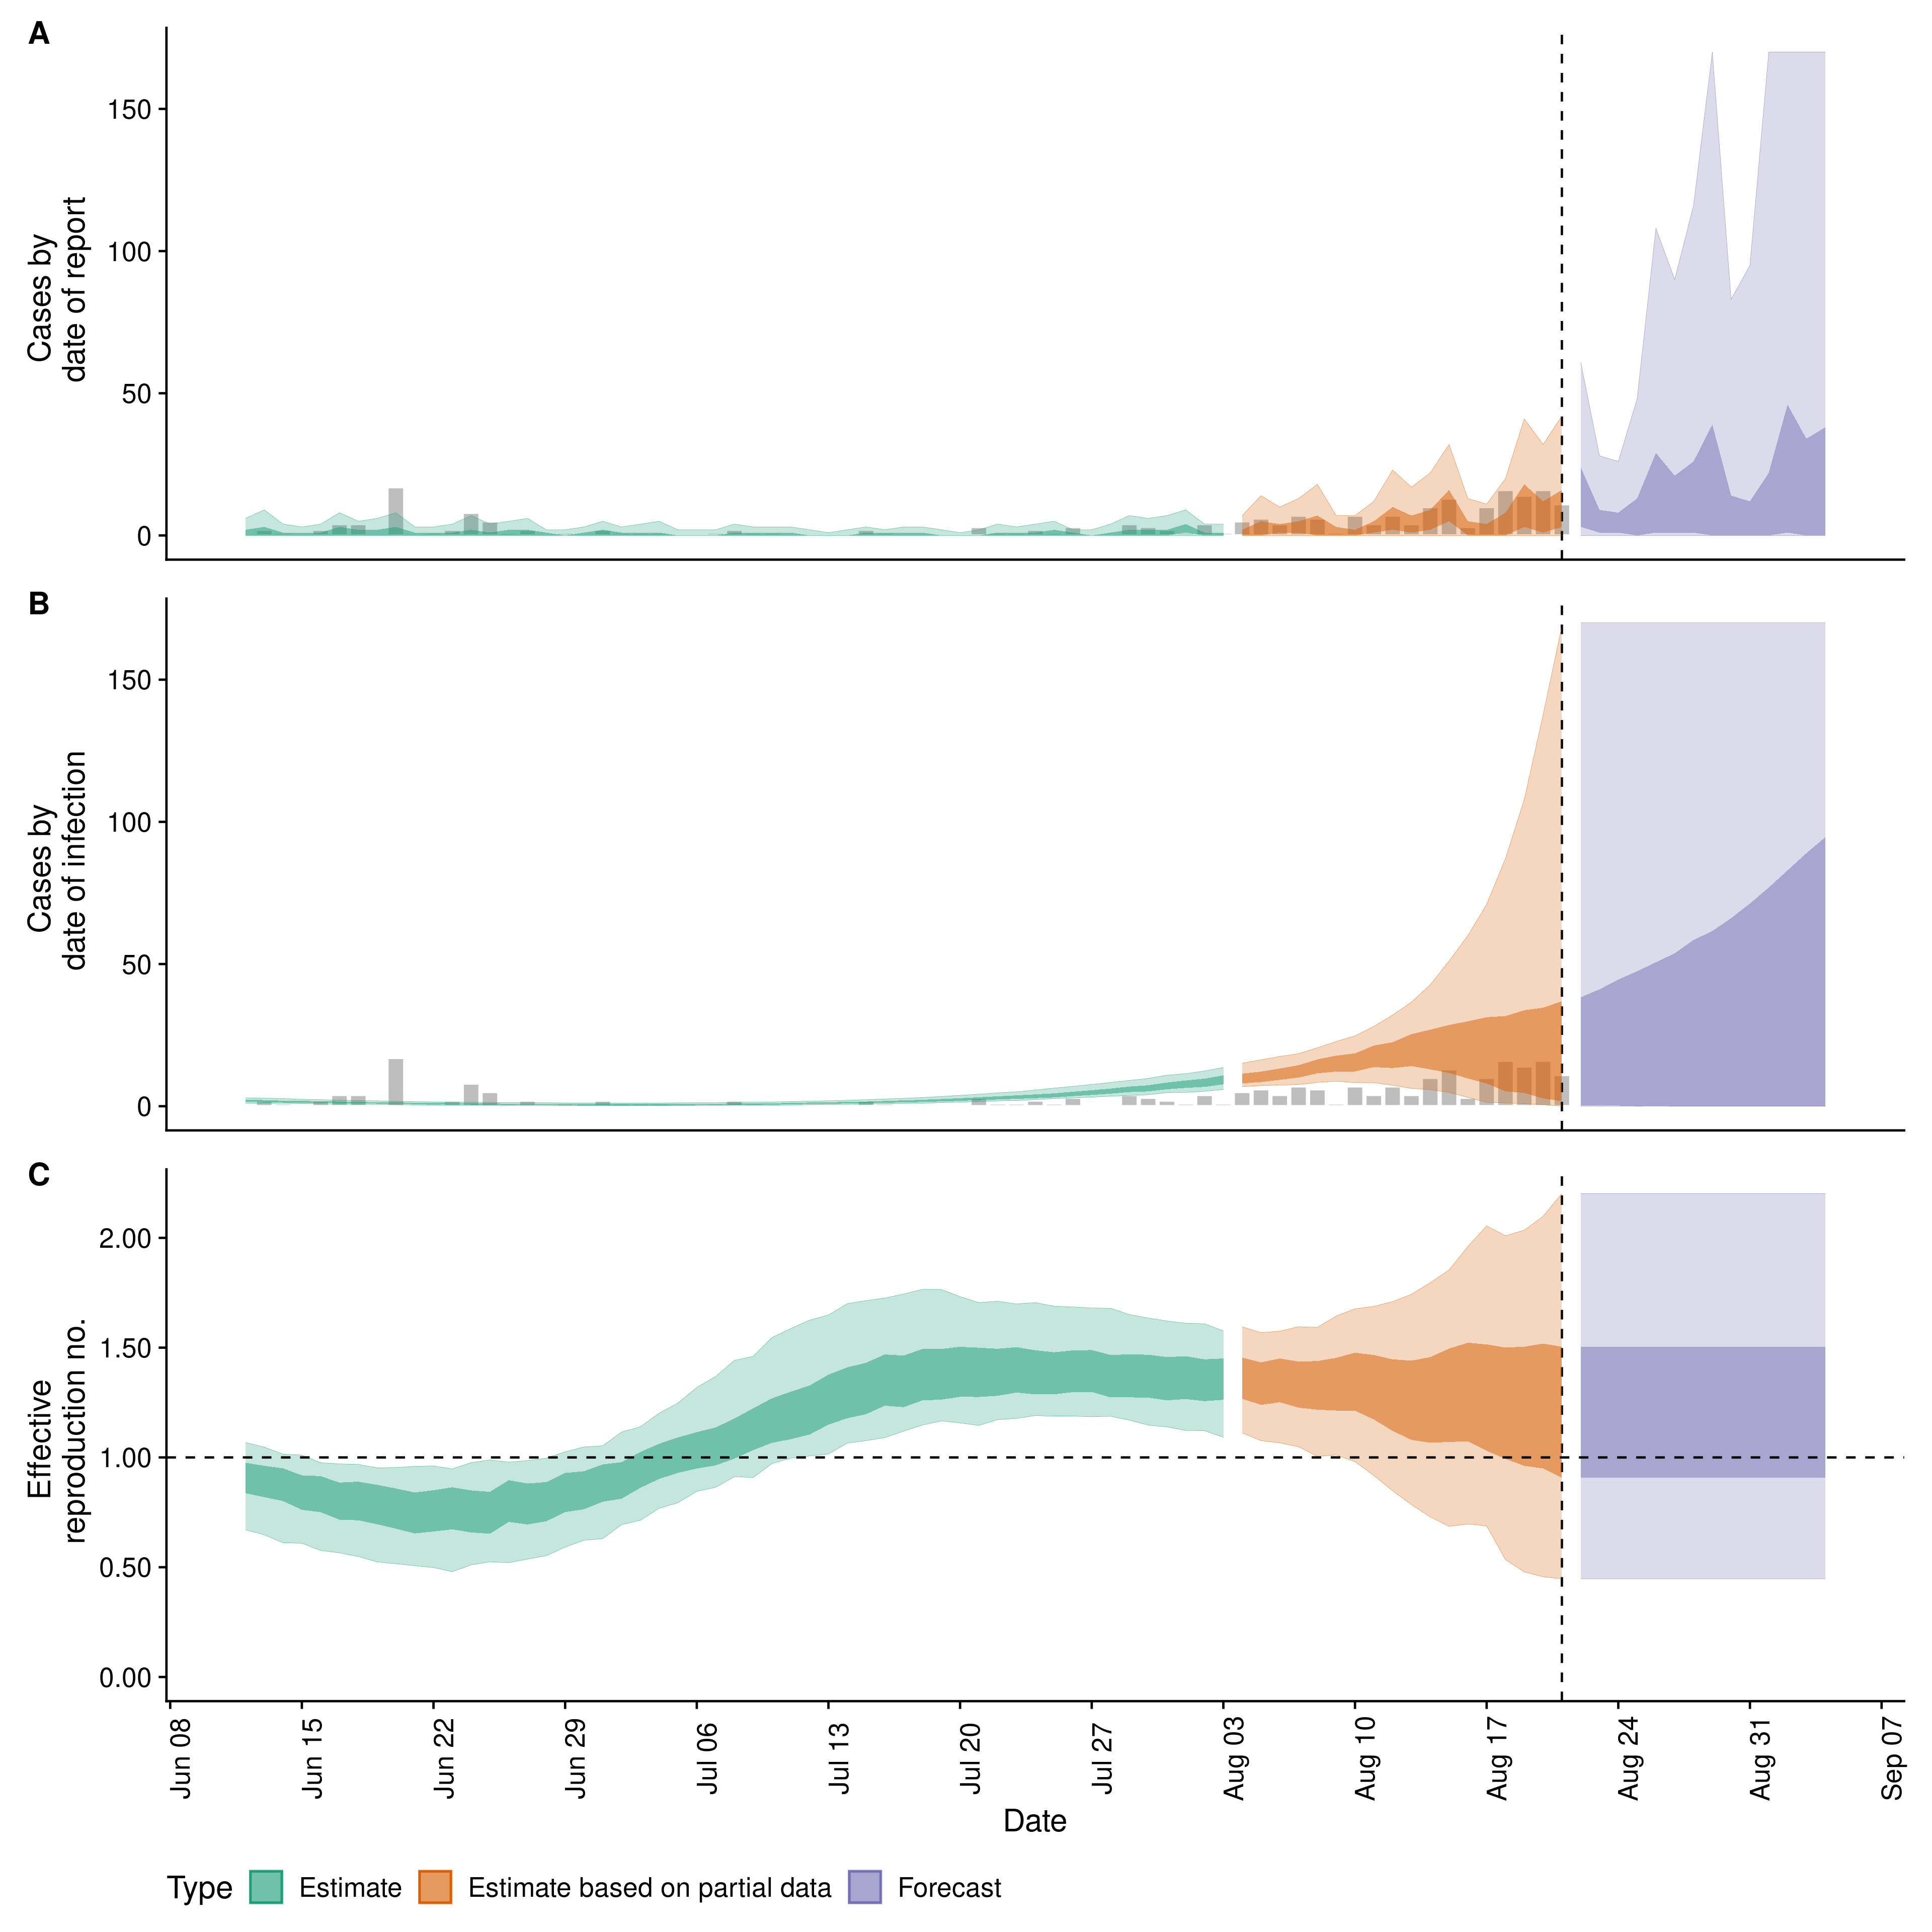 A
Cases by
date of report
150
100
50
0
B
Cases by
date of infection
150
100
50
0
C
Effective
reproduction no.
2.00
1.50
1.00
0.50
0.00
Jun 08
Jun 15
Jun 22
Jun 29
Jul 06
Jul 13
Jul 20
Jul 27
Aug 03
Aug 10
Aug 17
Aug 24
Aug 31
Sep 07
Date
Type Estimate Estimate based on partial data Forecast